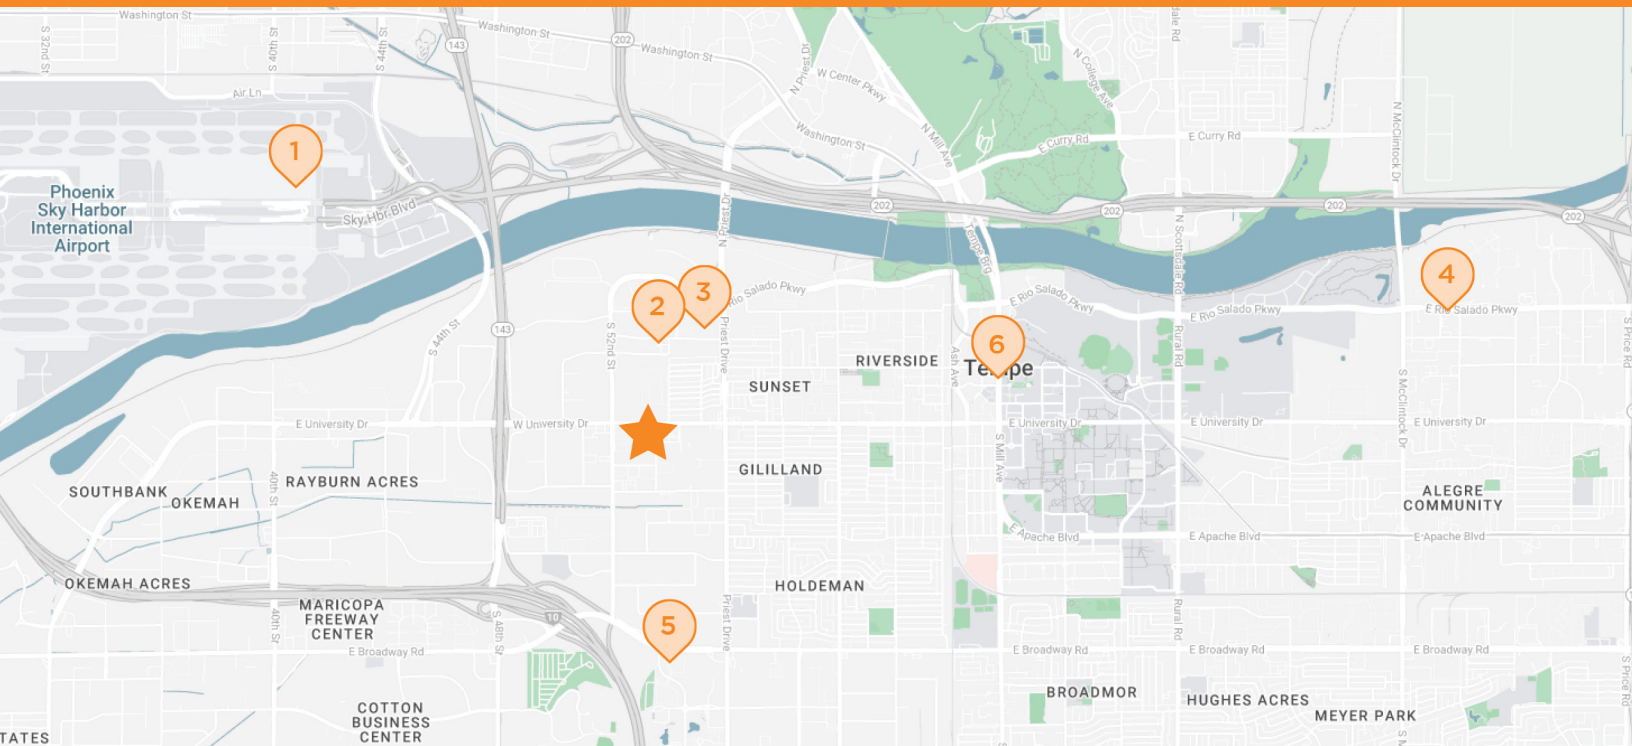 Washington St
S 32nd St
S 40th St
S 44th St
143
Washington St
202
Washington St
N Priest Dr
W Center Pkwy
N College Ave
Air Ln
1
Washington St
N Mill Ave
E Curry Rd
E Curry Rd
N McClintock Dr
Phoenix
Sky Harbor
International
Airport
Sky Hbr Blvd
N Priest Dr
202
202
202
202
Tempe Brg
N Scottsdale Rd
2
3
Rio Salado Pkwy
E Rio Salado Pkwy
E Rio Salado Pkwy
4
E Rio Salado Pkwy
S 44th St
143
S 52nd St
Priest Drive
SUNSET
RIVERSIDE
Ash Ave
6
Tempe
Rural Rd
S McClintock Dr
S Price Rd
E University Dr
W University Dr
E University Dr
E University Dr
E University Dr
S Mill Ave
GILILLAND
RAYBURN ACRES
SOUTHBANK
OKEMAH
40th St
ALEGRE
COMMUNITY
E Apache Blvd
E Apache Blvd
E Apache Blvd
OKEMAH ACRES
MARICOPA
FREEWAY
CENTER
40th St
S 48th St
10
5
Priest Drive
HOLDEMAN
Rural Rd
E Broadway Rd
E Broadway Rd
E Broadway Rd
E Broadway Rd
S Price Rd
BROADMOR
HUGHES ACRES
MEYER PARK
COTTON
BUSINESS
CENTER
TATES